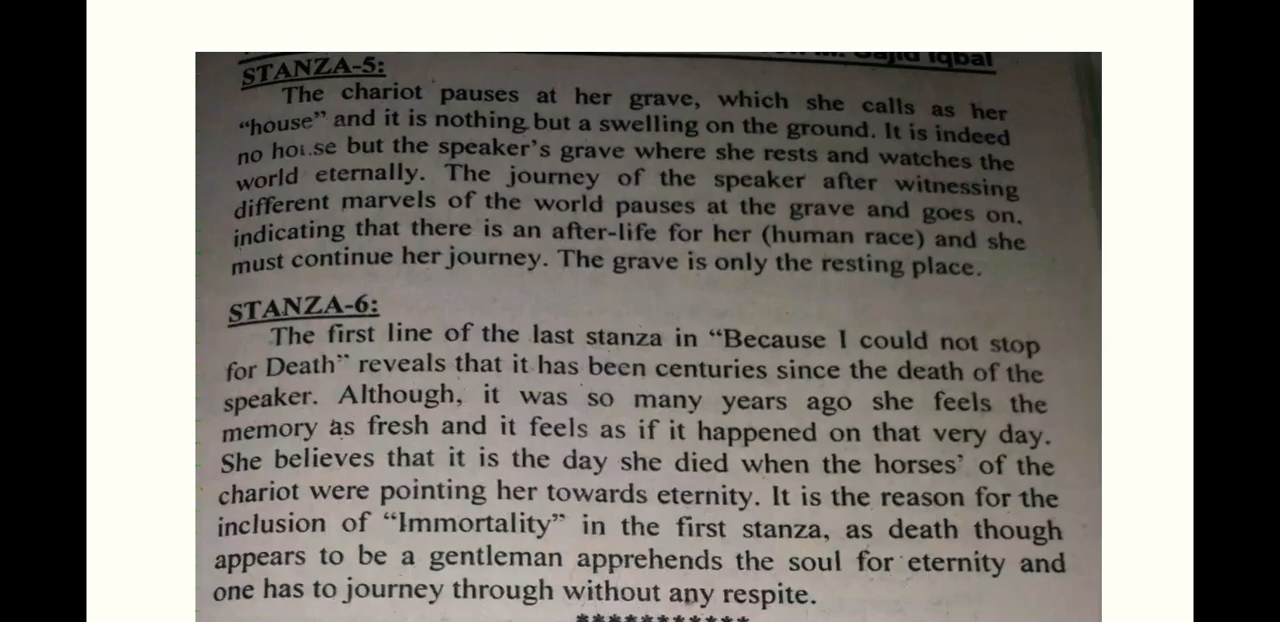 Sajid Iqbal
STANZA-5:
The chariot pauses at her grave, which she calls as her
“house” and it is nothing but a swelling on the ground. It is indeed
no house but the speaker’s grave where she rests and watches the
world eternally. The journey of the speaker after witnessing
different marvels of the world pauses at the grave and goes on.
indicating that there is an after-life for her (human race) and she
must continue her journey. The grave is only the resting place.
STANZA-6:
The first line of the last stanza in “Because I could not stop
for Death” reveals that it has been centuries since the death of the
speaker. Although, it was so many years ago she feels the
memory as fresh and it feels as if it happened on that very day.
She believes that it is the day she died when the horses’ of the
chariot were pointing her towards eternity. It is the reason for the
inclusion of “Immortality” in the first stanza, as death though
appears to be a gentleman apprehends the soul for eternity and
one has to journey through without any respite.
***********